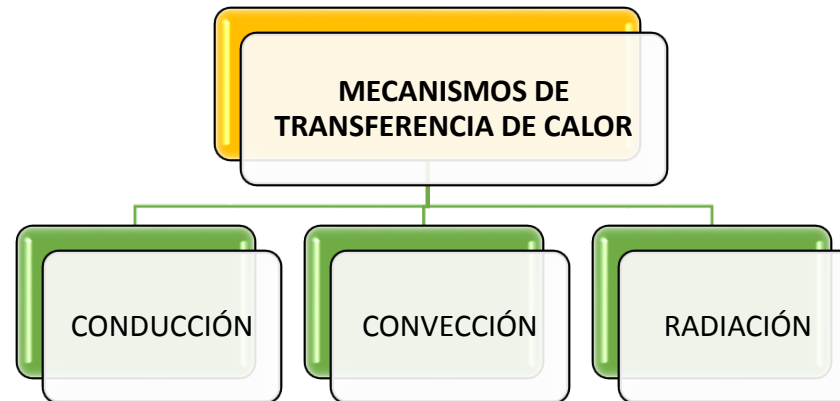 MECANISMOS DE
TRANSFERENCIA DE CALOR
CONDUCCIÓN
CONVECCIÓN
RADIACIÓN